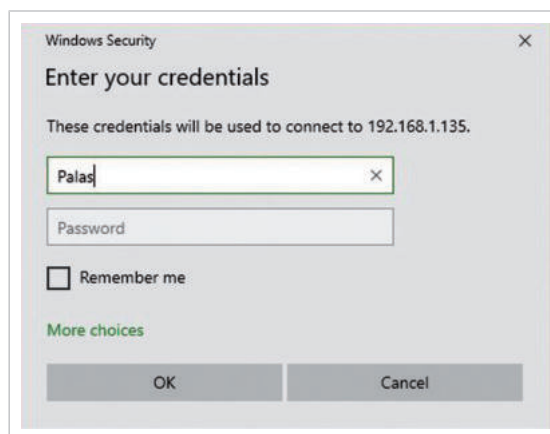 Windows Security
Enter your credentials
These credentials will be used to connect to 192.168.1.135.
Palas
Password
Remember me
More choices
OK
Cancel